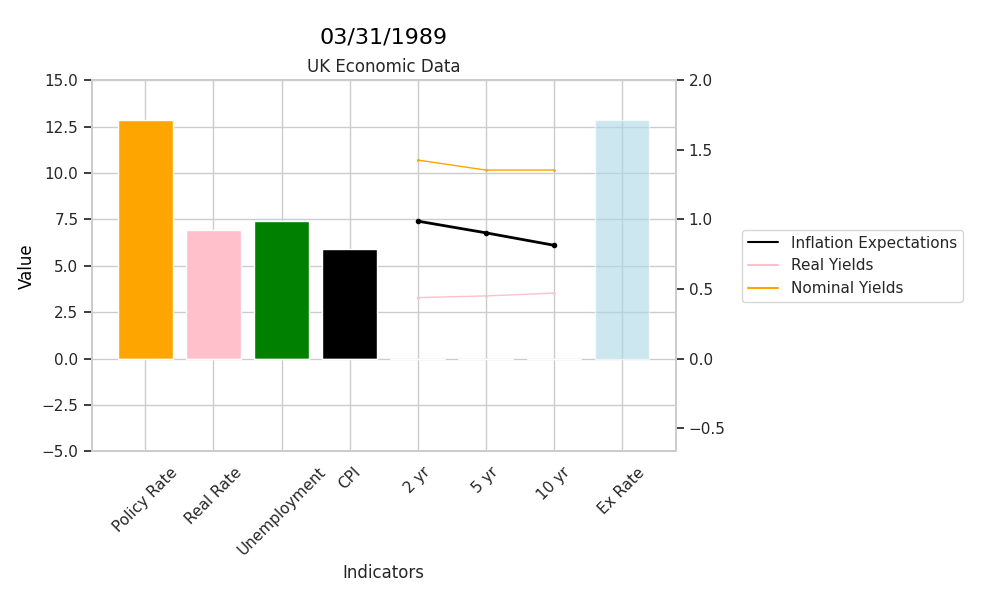 03/31/1989
UK Economic Data
Value
15.0
12.5
10.0
7.5
5.0
2.5
0.0
−2.5
−5.0
2.0
1.5
1.0
0.5
0.0
−0.5
Inflation Expectations
Real Yields
Nominal Yields
Policy Rate
Real Rate
Unemployment
CPI
2 yr
5 yr
10 yr
Ex Rate
Indicators